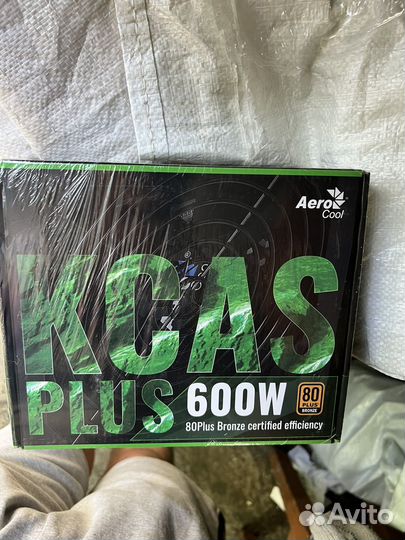 Aero
Cool
KCAS
PLUS 600W
80
PLUS
BRONZE
80Plus Bronze certified efficiency
Avito